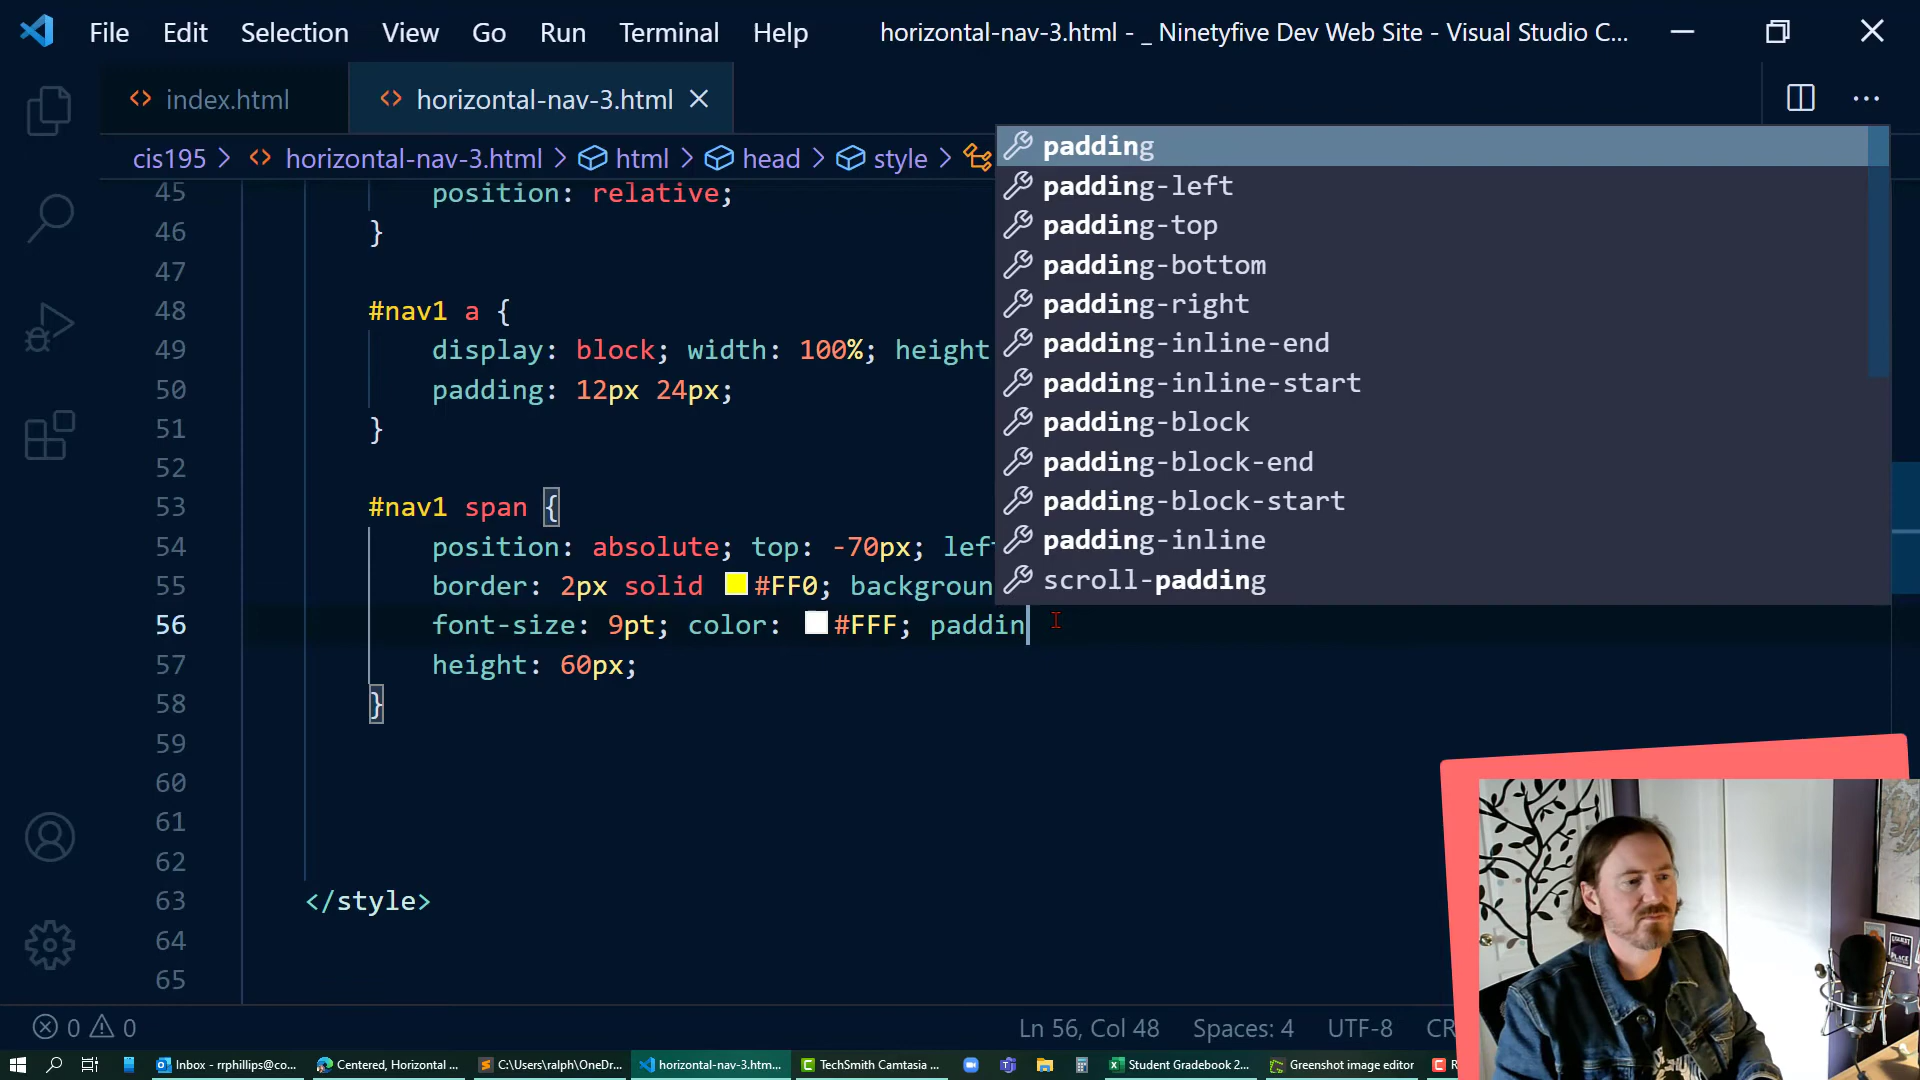 File Edit Selection View Go Run Terminal Help horizontal-nav-3.html - _ Ninetyfive Dev Web Site - Visual Studio C...
index.html horizontal-nav-3.html
cis195 > horizontal-nav-3.html > html > head > style >
45 position: relative;
46 }
47
48 #nav1 a {
49 display: block; width: 100%; height
50 padding: 12px 24px;
51 }
52
53 #nav1 span {
54 position: absolute; top: -70px; left
55 border: 2px solid #FF0; background
56 font-size: 9pt; color: #FFF; paddin
57 height: 60px;
58 }
59
60
61
62
63 </style>
64
65
padding
padding-left
padding-top
padding-bottom
padding-right
padding-inline-end
padding-inline-start
padding-block
padding-block-end
padding-block-start
padding-inline
scroll-padding
0 0 Ln 56, Col 48 Spaces: 4 UTF-8 CR
Inbox - rrphillips@co... Centered, Horizontal ... C:\Users\ralph\OneDr... horizontal-nav-3.htm... TechSmith Camtasia ... Student Gradebook 2... Greenshot image editor R